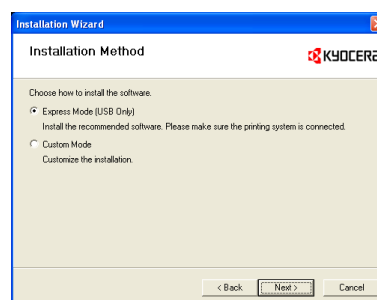 Installation Wizard
Installation Method
KYOCERA
Choose how to install the software.
Express Mode (USB Only)
Install the recommended software. Please make sure the printing system is connected.
Custom Mode
Customize the installation.
< Back
Next >
Cancel